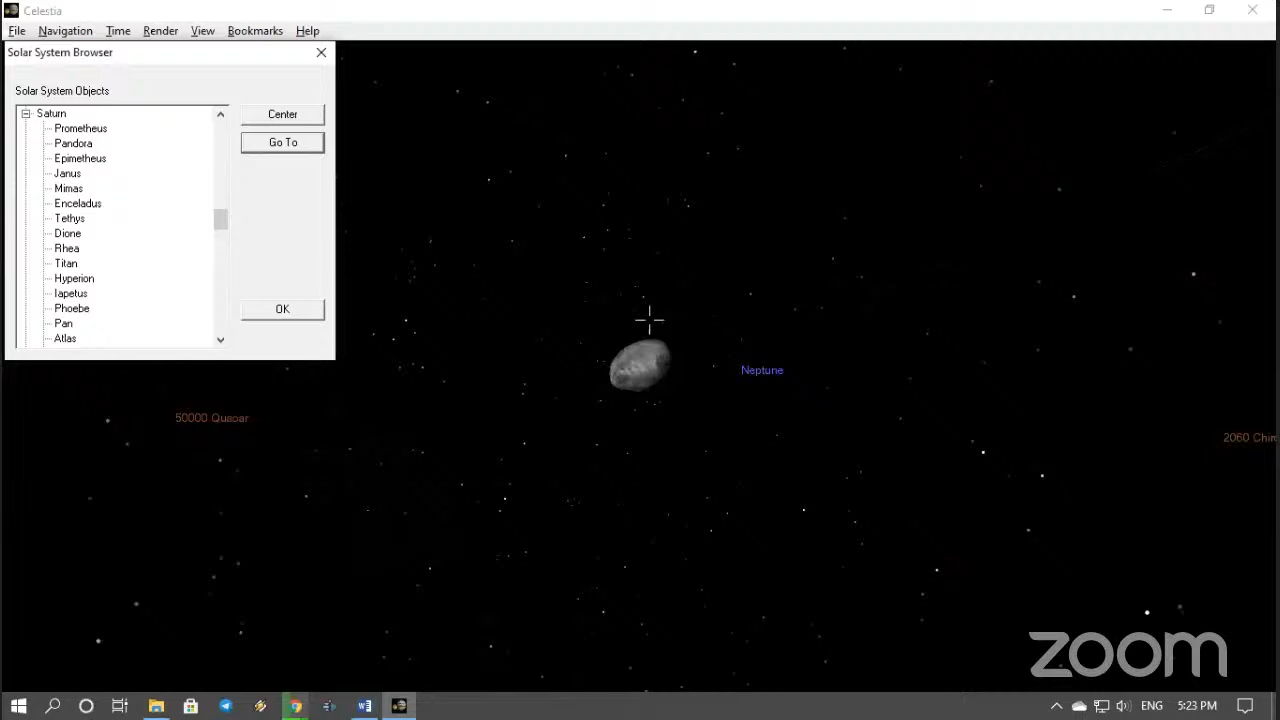 Celestia
File Navigation Time Render View Bookmarks Help
Solar System Browser
Solar System Objects
Saturn
Prometheus
Pandora
Epimetheus
Janus
Mimas
Enceladus
Tethys
Dione
Rhea
Titan
Hyperion
Iapetus
Phoebe
Pan
Atlas
Center
Go To
OK
Neptune
50000 Quaoar
2060 Chir
zoom
ENG 5:23 PM